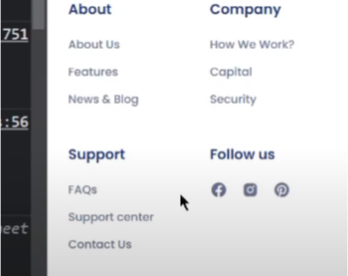 About
About Us
Features
News & Blog
Company
How We Work?
Capital
Security
Support
FAQs
Support center
Contact Us
Follow us
751
:56
eet